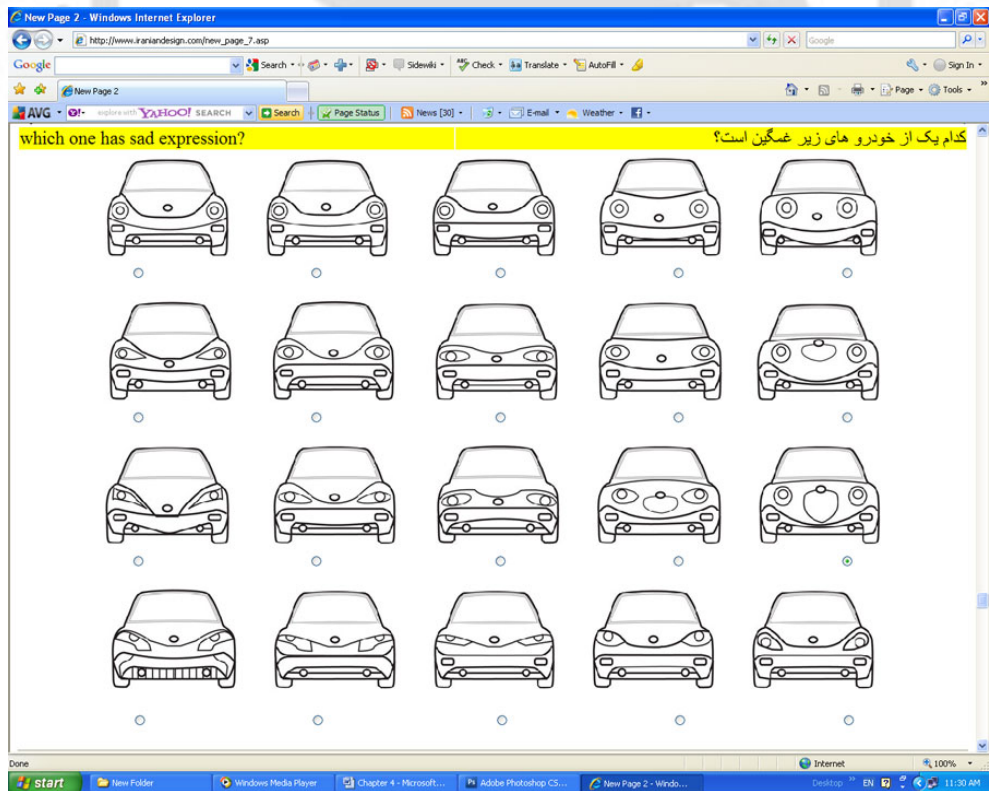 New Page 2 - Windows Internet Explorer
http://www.iraniandesign.com/new_page_7.asp
Google
Google Search Sidewiki Check Translate AutoFill Sign In
New Page 2 Page Tools
AVG explore with YAHOO! SEARCH Search Page Status News [30] E-mail Weather
which one has sad expression?
کدام یک از خودرو های زیر غمگین است؟
Done Internet 100%
start New Folder Windows Media Player Chapter 4 - Microsoft... Adobe Photoshop CS... New Page 2 - Windo... Desktop EN 11:30 AM